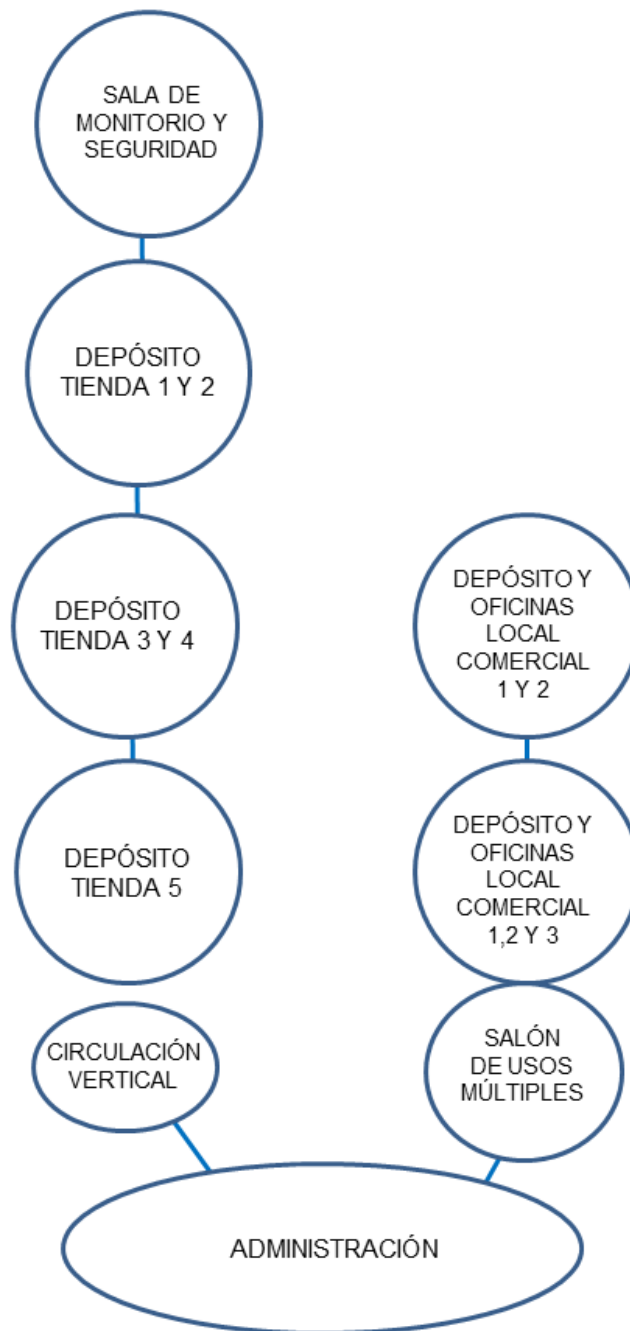 SALA DE
MONITORIO Y
SEGURIDAD
DEPÓSITO
TIENDA 1 Y 2
DEPÓSITO
TIENDA 3 Y 4
DEPÓSITO Y
OFICINAS
LOCAL
COMERCIAL
1 Y 2
DEPÓSITO
TIENDA 5
DEPÓSITO Y
OFICINAS
LOCAL
COMERCIAL
1,2 Y 3
CIRCULACIÓN
VERTICAL
SALÓN
DE USOS
MÚLTIPLES
ADMINISTRACIÓN